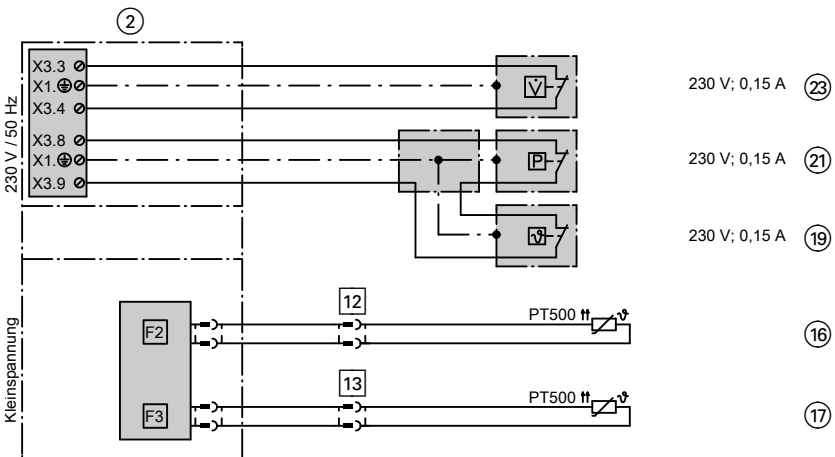 2
X3.3
X1.
X3.4
V̇
230 V; 0,15 A 23
X3.8
X1.
X3.9
P
230 V; 0,15 A 21
ϑ
230 V; 0,15 A 19
230 V / 50 Hz
Kleinspannung
F2
12
PT500 ϑ
16
F3
13
PT500 ϑ
17